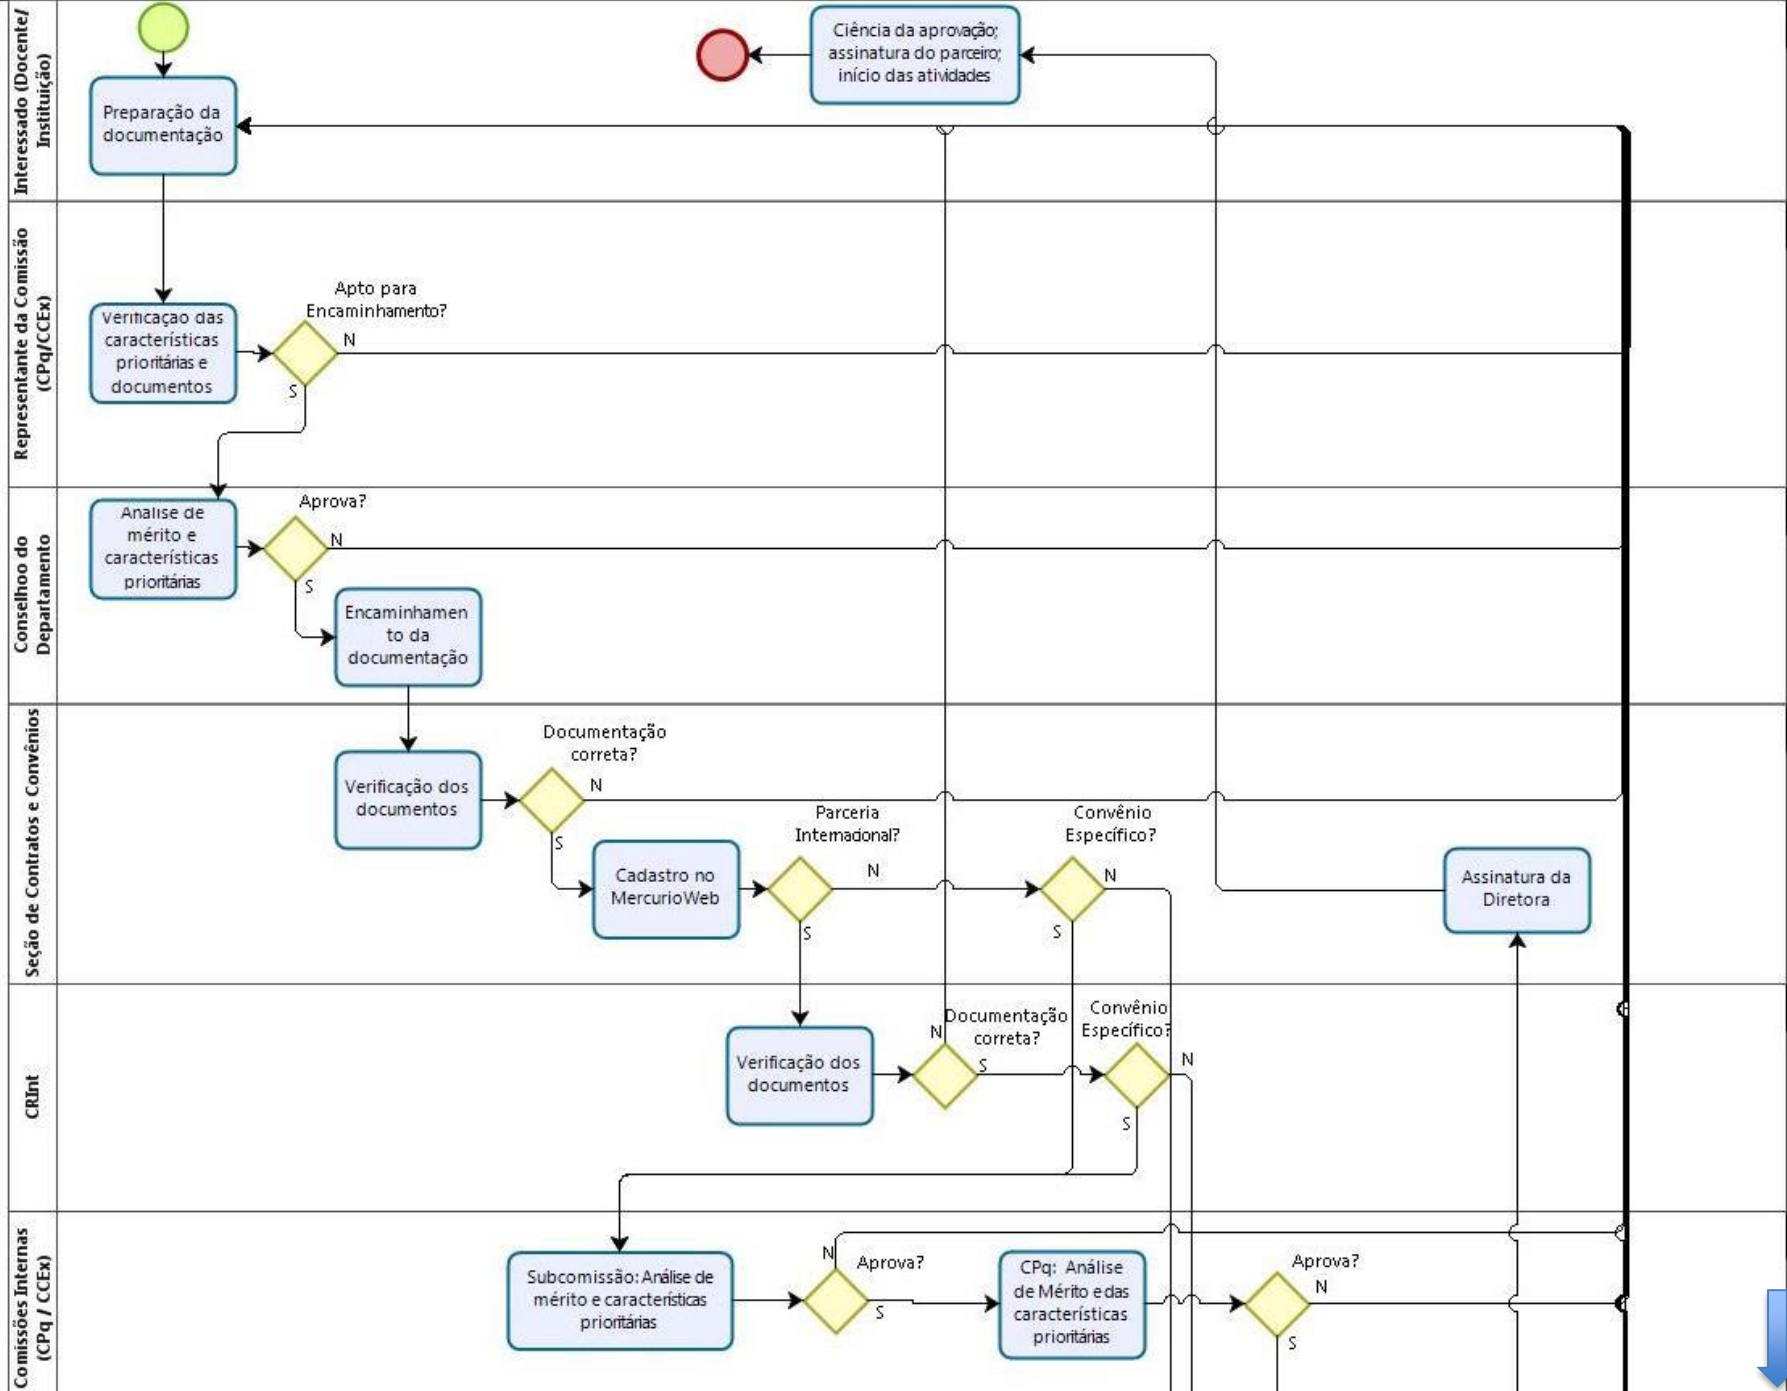 Interessado (Docente/
Instituição)
Ciência da aprovação;
assinatura do parceiro;
início das atividades
Preparação da
documentação
Representante da Comissão
(CPq/CCEx)
Apto para
Encaminhamento?
Verificação das
características
prioritárias e
documentos
N
S
Conselhoo do
Departamento
Aprova?
Análise de
mérito e
características
prioritárias
N
S
Encaminhamen
to da
documentação
Seção de Contratos e Convênios
Documentação
correta?
Verificação dos
documentos
N
S
Parceria
Internacional?
Convênio
Específico?
Cadastro no
MercurioWeb
N
S
N
S
Assinatura da
Diretora
CRInt
Documentação
correta?
Convênio
Específico?
Verificação dos
documentos
N
S
N
S
Comissões Internas
(CPq / CCEx)
Subcomissão: Análise de
mérito e características
prioritárias
N
Aprova?
S
CPq: Análise
de Mérito e das
características
prioritárias
Aprova?
N
S